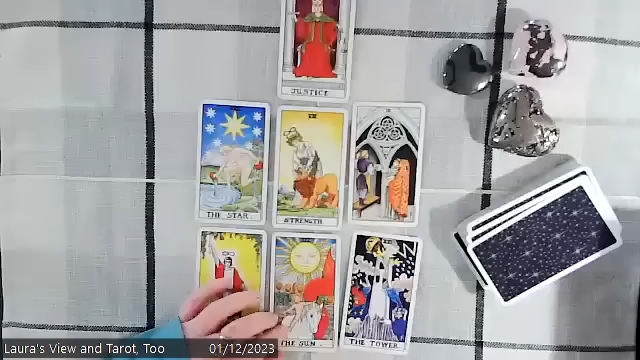 JUSTICE
THE STAR
STRENGTH
THE SUN
THE TOWER
Laura's View and Tarot, Too 01/12/2023